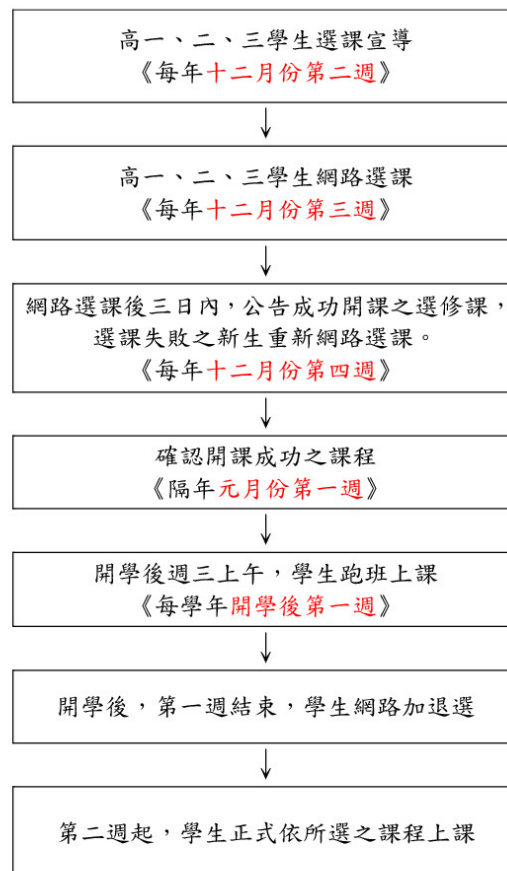 高一、二、三學生選課宣導
《每年十二月份第二週》
高一、二、三學生網路選課
《每年十二月份第三週》
網路選課後三日內，公告成功開課之選修課，
選課失敗之新生重新網路選課。
《每年十二月份第四週》
確認開課成功之課程
《隔年元月份第一週》
開學後週三上午，學生跑班上課
《每學年開學後第一週》
開學後，第一週結束，學生網路加退選
第二週起，學生正式依所選之課程上課